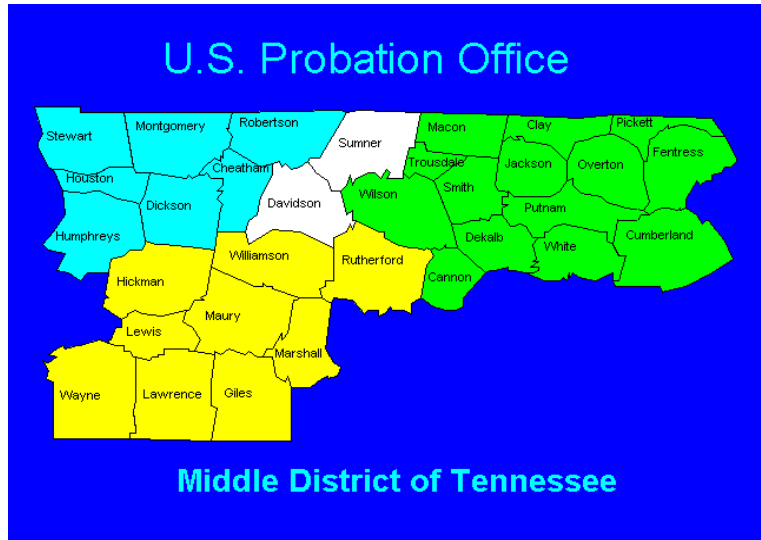 U.S. Probation Office
Stewart
Montgomery
Robertson
Sumner
Macon
Clay
Pickett
Houston
Cheatham
Trousdale
Jackson
Overton
Fentress
Dickson
Davidson
Wilson
Smith
Putnam
Humphreys
Williamson
Rutherford
Dekalb
White
Cumberland
Hickman
Cannon
Lewis
Maury
Marshall
Wayne
Lawrence
Giles
Middle District of Tennessee